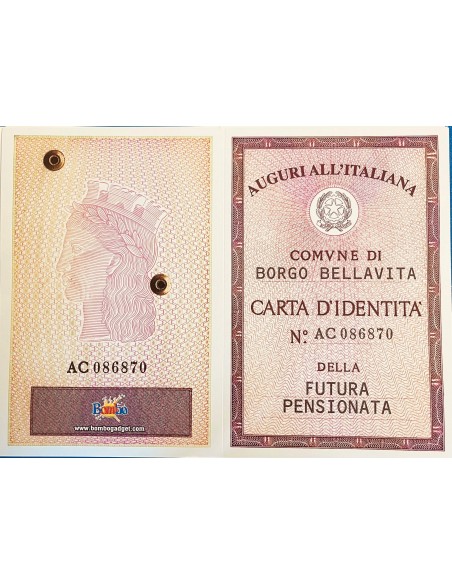 AC 086870
Bombo
www.bombogadget.com
AUGURI ALL'ITALIANA
COMVNE DI
BORGO BELLAVITA
CARTA D'IDENTITA'
No. AC 086870
DELLA
FUTURA
PENSIONATA